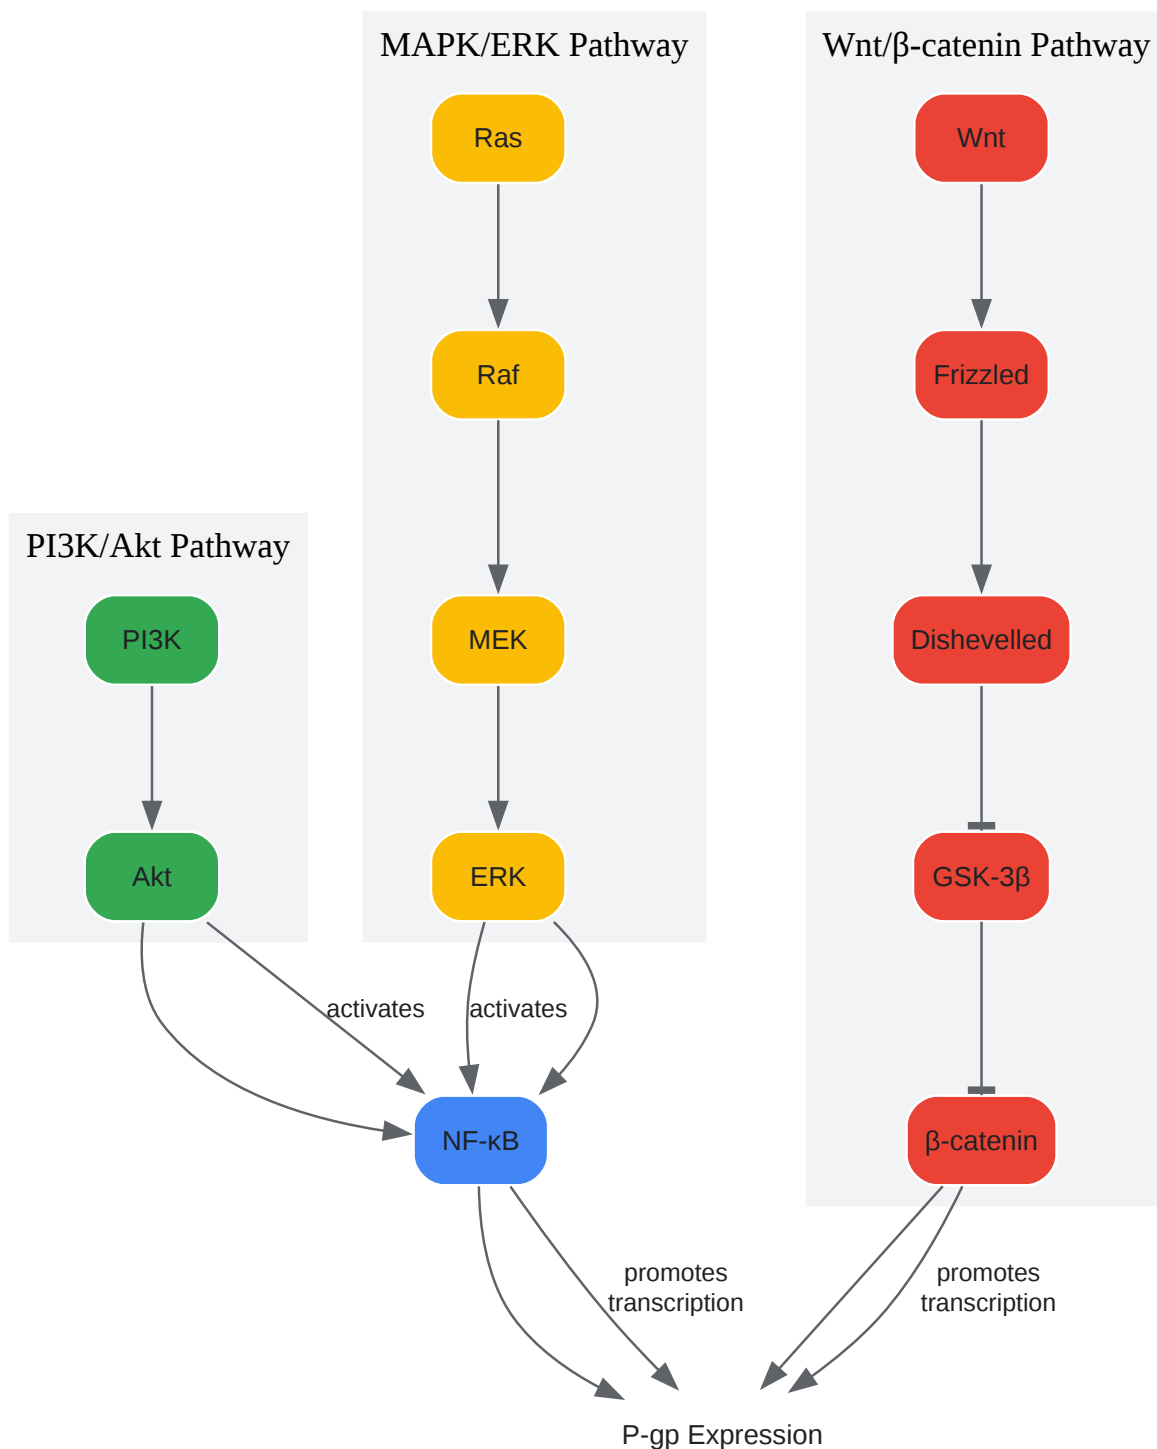 MAPK/ERK Pathway
Ras
Raf
MEK
ERK
Wnt/β-catenin Pathway
Wnt
Frizzled
Dishevelled
GSK-3β
β-catenin
PI3K/Akt Pathway
PI3K
Akt
activates
activates
NF-κB
promotes
transcription
promotes
transcription
P-gp Expression